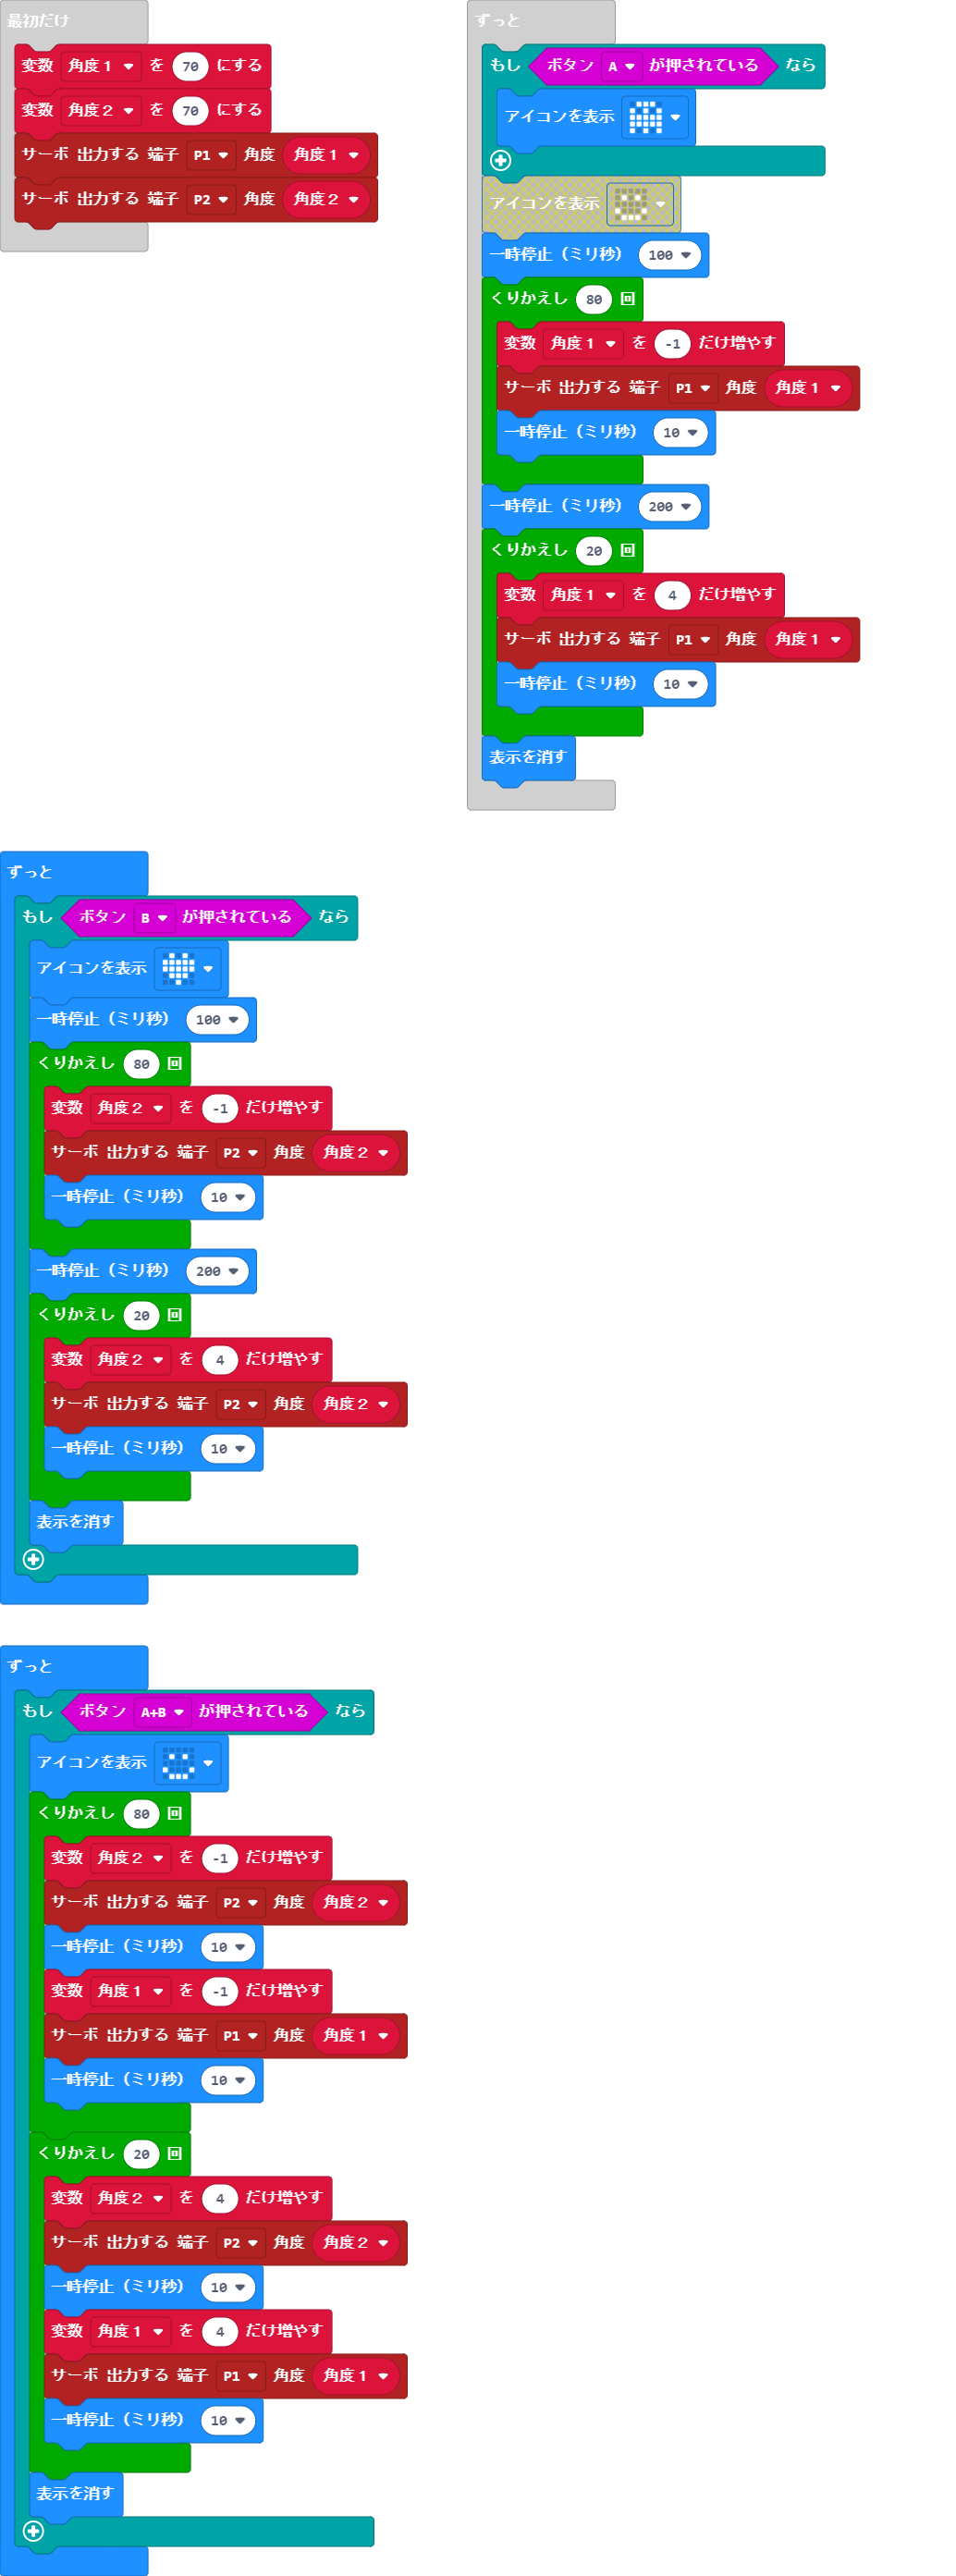 最初だけ
変数 角度1 を 70 にする
変数 角度2 を 70 にする
サーボ 出力する 端子 P1 角度 角度1
サーボ 出力する 端子 P2 角度 角度2
ずっと
もし ボタン A が押されている なら
アイコンを表示
アイコンを表示
一時停止（ミリ秒） 100
くりかえし 80 回
変数 角度1 を -1 だけ増やす
サーボ 出力する 端子 P1 角度 角度1
一時停止（ミリ秒） 10
一時停止（ミリ秒） 200
くりかえし 20 回
変数 角度1 を 4 だけ増やす
サーボ 出力する 端子 P1 角度 角度1
一時停止（ミリ秒） 10
表示を消す
ずっと
もし ボタン B が押されている なら
アイコンを表示
一時停止（ミリ秒） 100
くりかえし 80 回
変数 角度2 を -1 だけ増やす
サーボ 出力する 端子 P2 角度 角度2
一時停止（ミリ秒） 10
一時停止（ミリ秒） 200
くりかえし 20 回
変数 角度2 を 4 だけ増やす
サーボ 出力する 端子 P2 角度 角度2
一時停止（ミリ秒） 10
表示を消す
ずっと
もし ボタン A+B が押されている なら
アイコンを表示
くりかえし 80 回
変数 角度2 を -1 だけ増やす
サーボ 出力する 端子 P2 角度 角度2
一時停止（ミリ秒） 10
変数 角度1 を -1 だけ増やす
サーボ 出力する 端子 P1 角度 角度1
一時停止（ミリ秒） 10
くりかえし 20 回
変数 角度2 を 4 だけ増やす
サーボ 出力する 端子 P2 角度 角度2
一時停止（ミリ秒） 10
変数 角度1 を 4 だけ増やす
サーボ 出力する 端子 P1 角度 角度1
一時停止（ミリ秒） 10
表示を消す